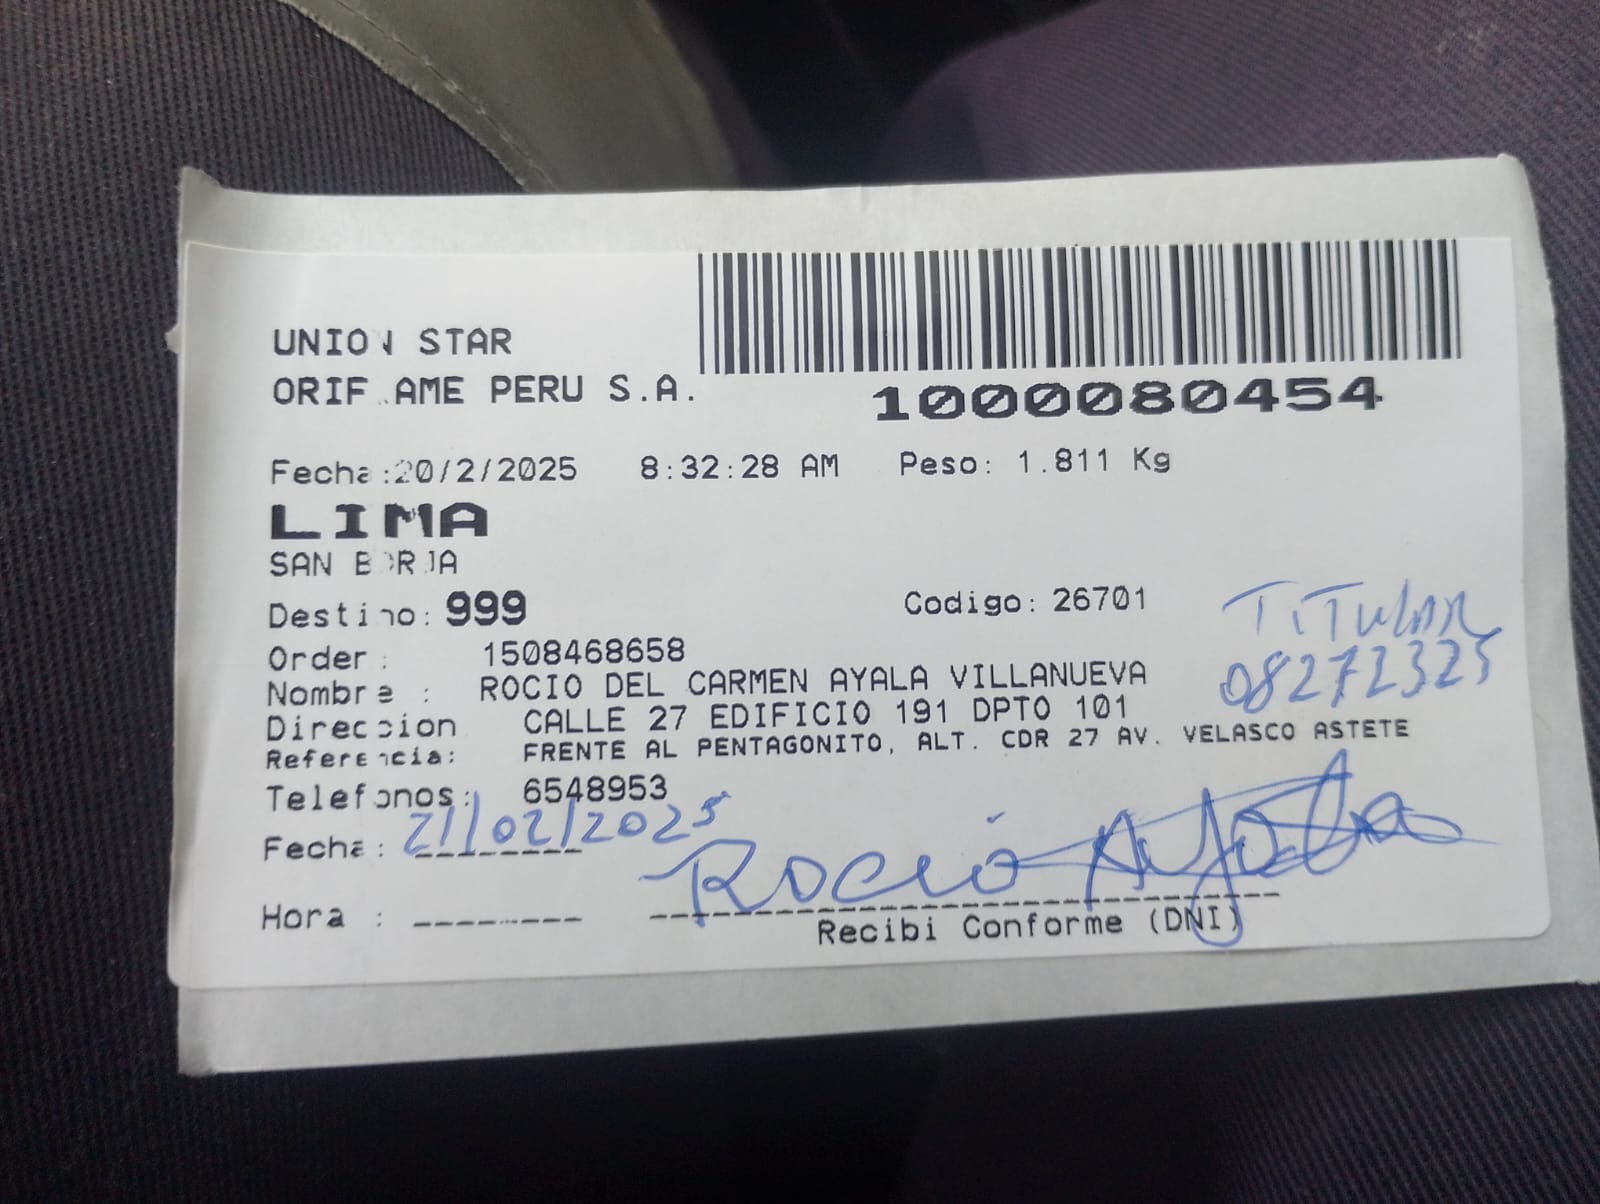 UNION STAR
ORIFLAME PERU S.A.
1000080454
Fecha:20/2/2025 8:32:28 AM Peso: 1.811 Kg
LIMA
SAN BORJA
Destino: 999 Codigo: 26701
TITULAR
08272325
Order : 1508468658
Nombre : ROCIO DEL CARMEN AYALA VILLANUEVA
Direccion CALLE 27 EDIFICIO 191 DPTO 101
Referencia: FRENTE AL PENTAGONITO, ALT. CDR 27 AV. VELASCO ASTETE
Telefonos: 6548953
Fecha: 21/02/2025
Rocio Ayala
Hora :
Recibi Conforme (DNI)